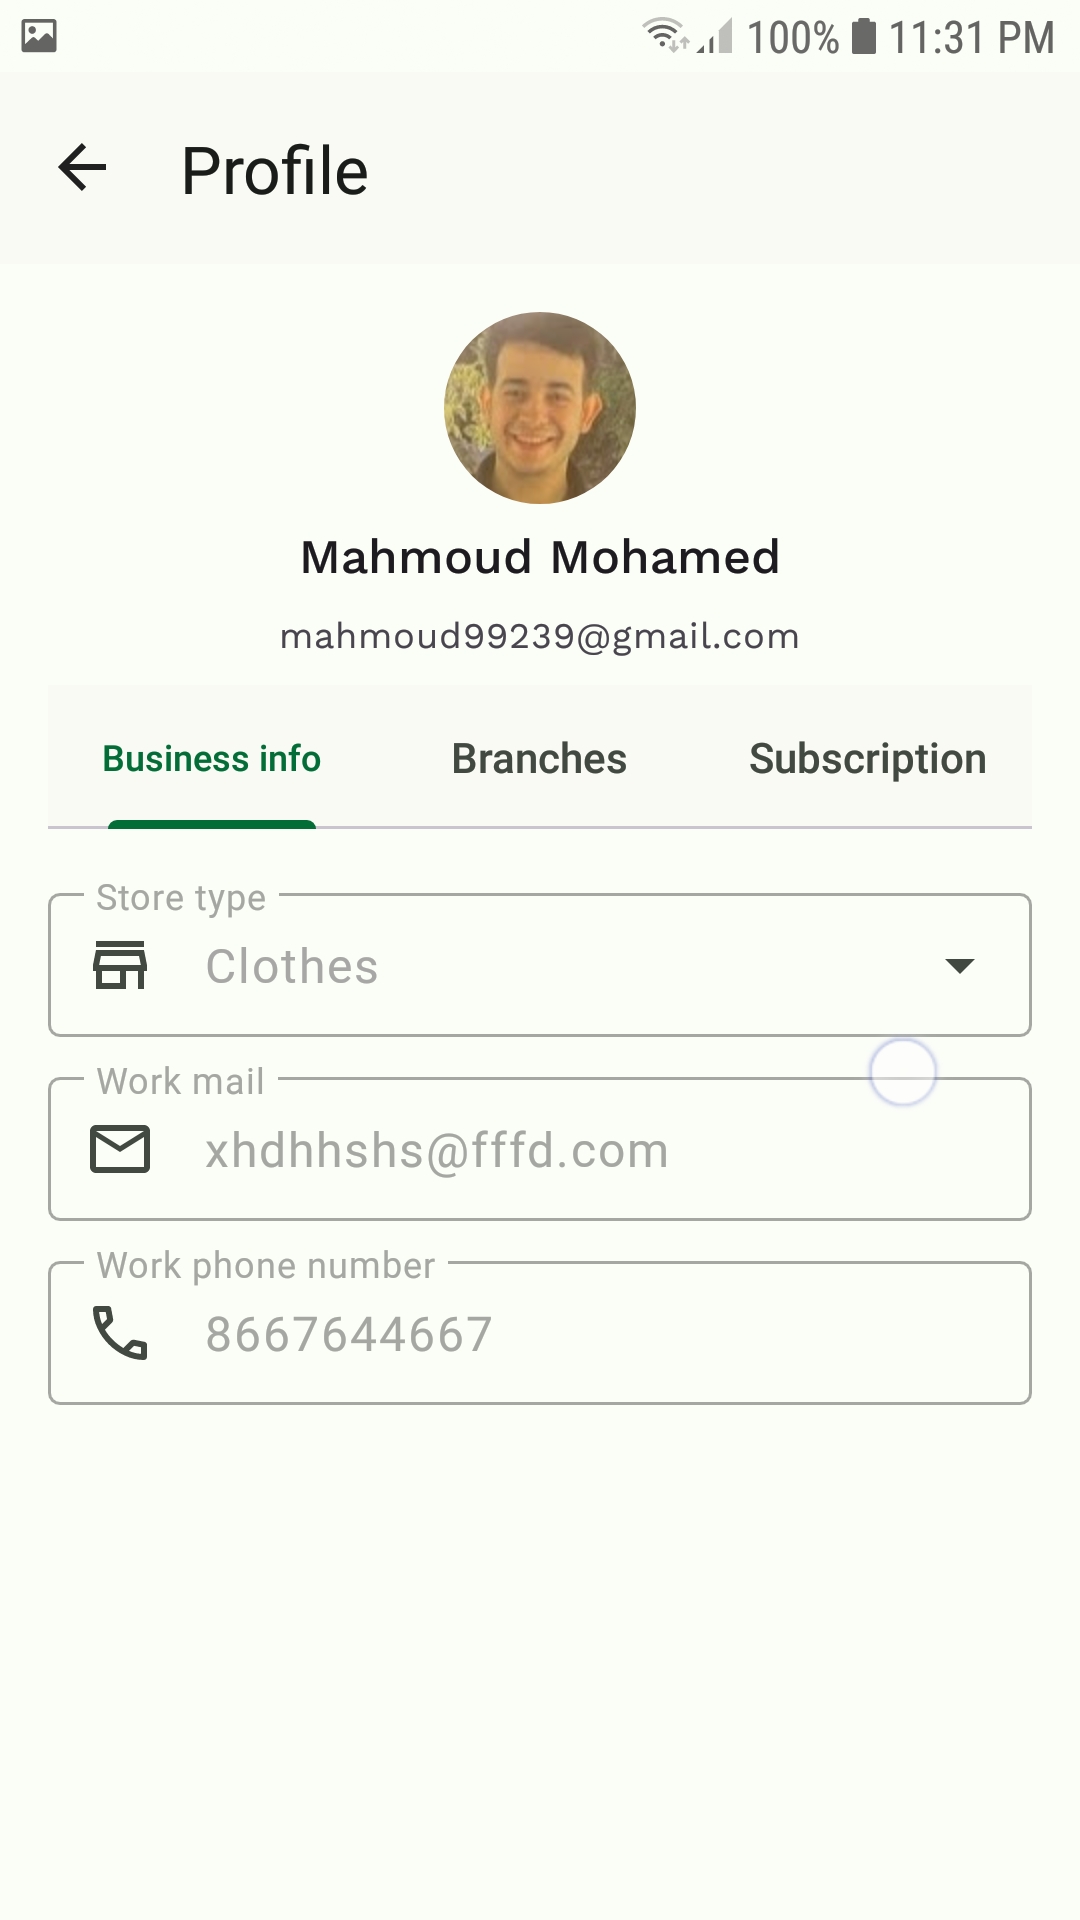 100% 11:31 PM
Profile
Mahmoud Mohamed
mahmoud99239@gmail.com
Business info Branches Subscription
Store type
Clothes
Work mail
xhdhhshs@fffd.com
Work phone number
8667644667